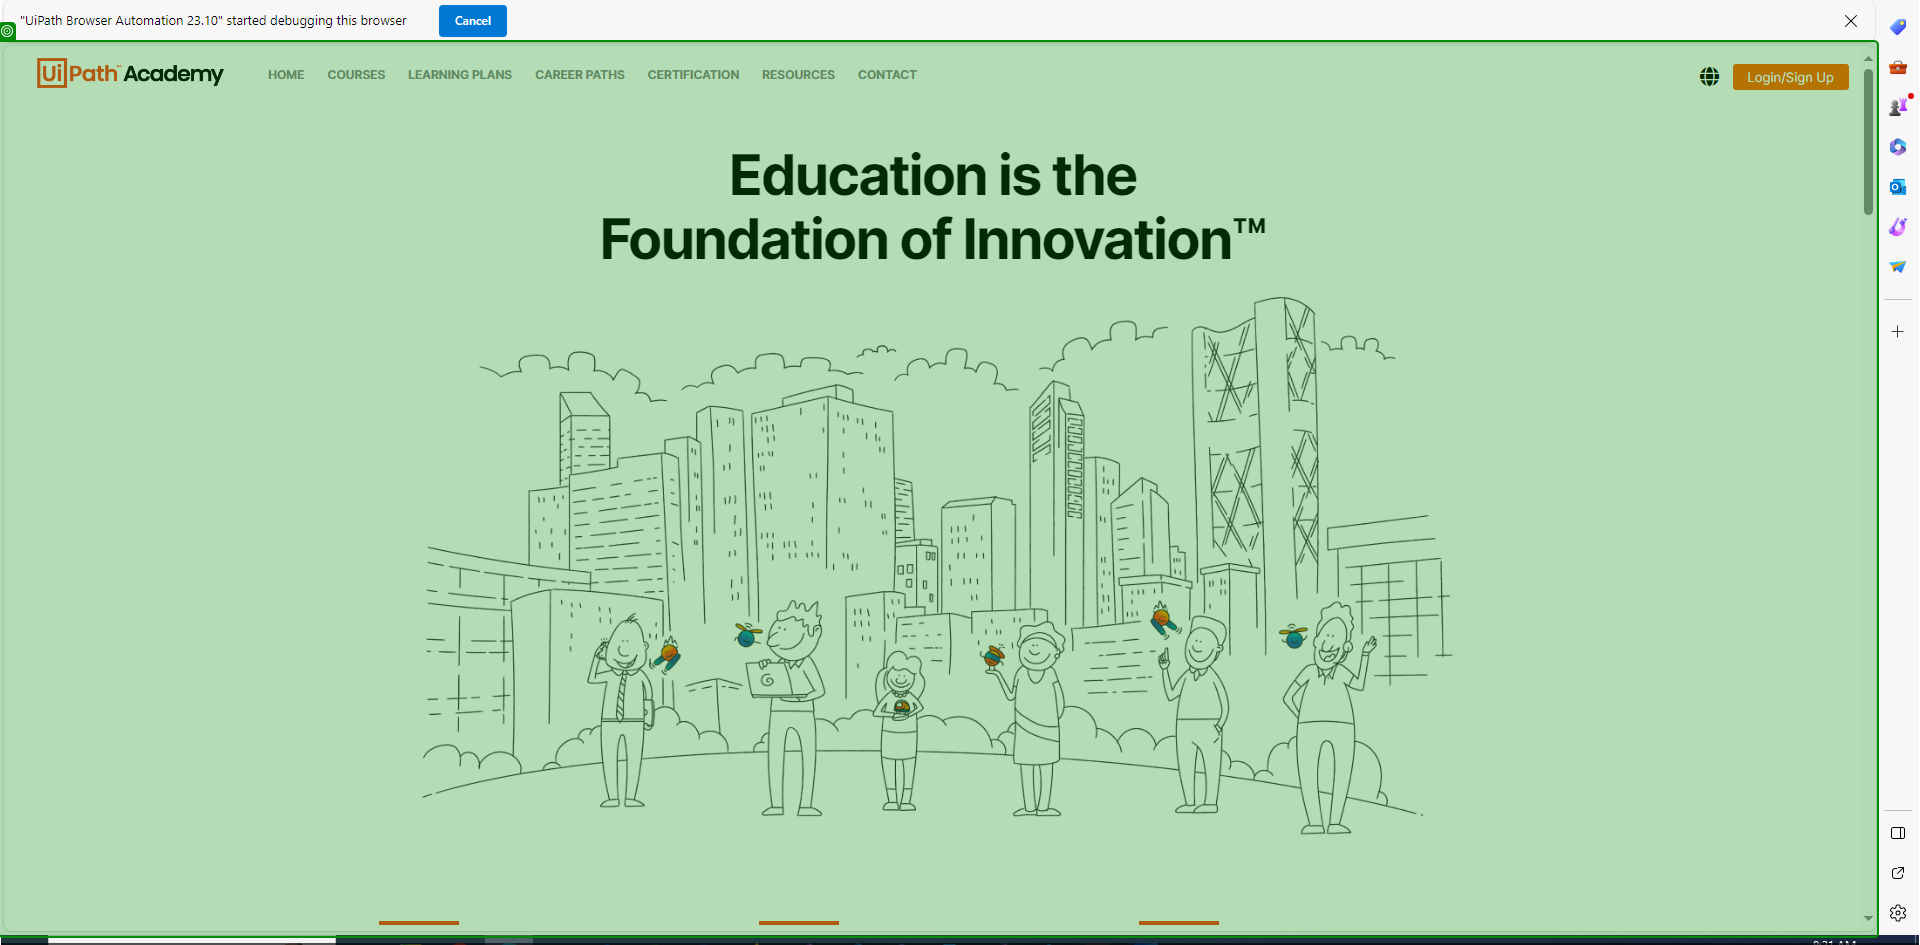 "UiPath Browser Automation 23.10" started debugging this browser
Cancel
UiPath™ Academy
HOME
COURSES
LEARNING PLANS
CAREER PATHS
CERTIFICATION
RESOURCES
CONTACT
Login/Sign Up
Education is the
Foundation of Innovation™